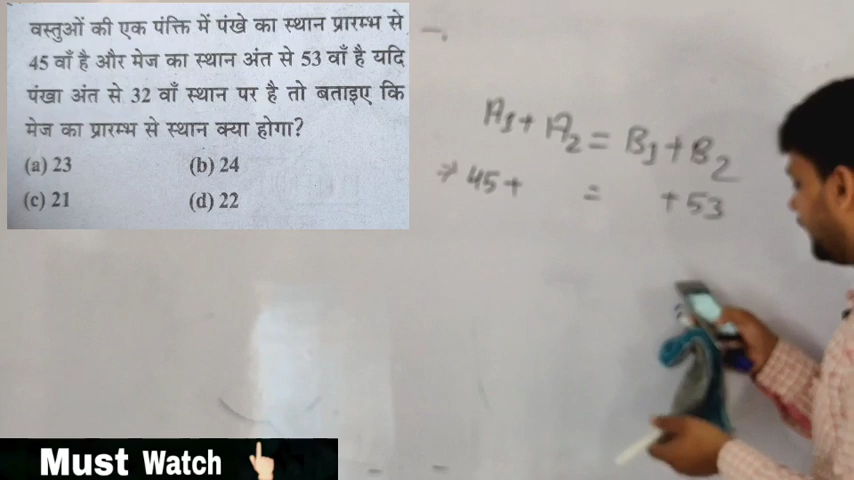 वस्तुओं की एक पंक्ति में पंखे का स्थान प्रारम्भ से
45 वाँ है और मेज का स्थान अंत से 53 वाँ है यदि
पंखा अंत से 32 वाँ स्थान पर है तो बताइए कि
मेज का प्रारम्भ से स्थान क्या होगा?
(a) 23 (b) 24
(c) 21 (d) 22
A₁ + A₂ = B₁ + B₂
⇒ 45 + = + 53
Must Watch